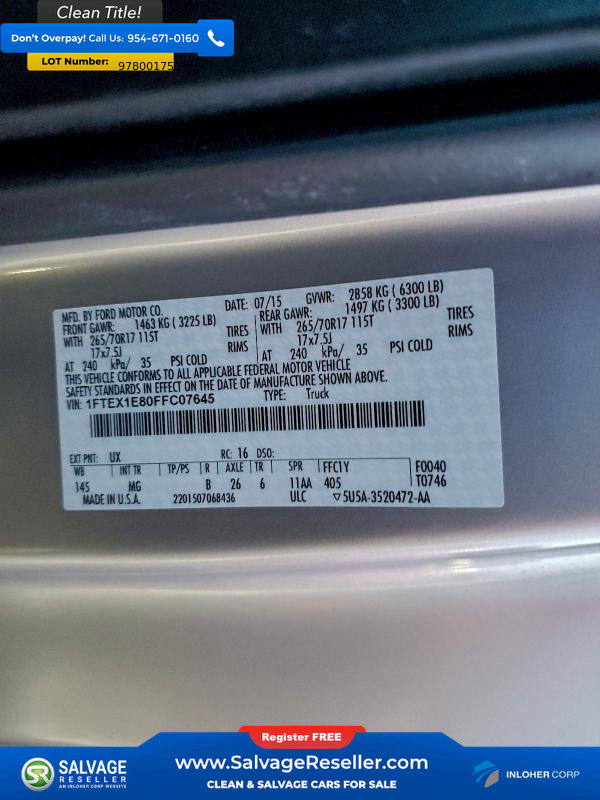 Clean Title!
Don't Overpay! Call Us: 954-671-0160
LOT Number: 97800175
MFD. BY FORD MOTOR CO. DATE: 07/15 GVWR: 2858 KG ( 6300 LB)
FRONT GAWR: 1463 KG ( 3225 LB) REAR GAWR: 1497 KG ( 3300 LB)
WITH 265/70R17 115T TIRES WITH 265/70R17 115T TIRES
17x7.5J RIMS 17x7.5J RIMS
AT 240 kPa/ 35 PSI COLD AT 240 kPa/ 35 PSI COLD
THIS VEHICLE CONFORMS TO ALL APPLICABLE FEDERAL MOTOR VEHICLE
SAFETY STANDARDS IN EFFECT ON THE DATE OF MANUFACTURE SHOWN ABOVE.
VIN: 1FTEX1E80FFC07645 TYPE: Truck
EXT PNT: UX RC: 16 DSO:
WB INT TR TP/PS R AXLE TR SPR FFC1Y F0040
145 MG B 26 6 11AA 405 T0746
MADE IN U.S.A. 2201507068436 ULC ▽5U5A-3520472-AA
Register FREE
SR SALVAGE RESELLER
AN INLOHER CORP WEBSITE
www.SalvageReseller.com
CLEAN & SALVAGE CARS FOR SALE
INLOHER CORP